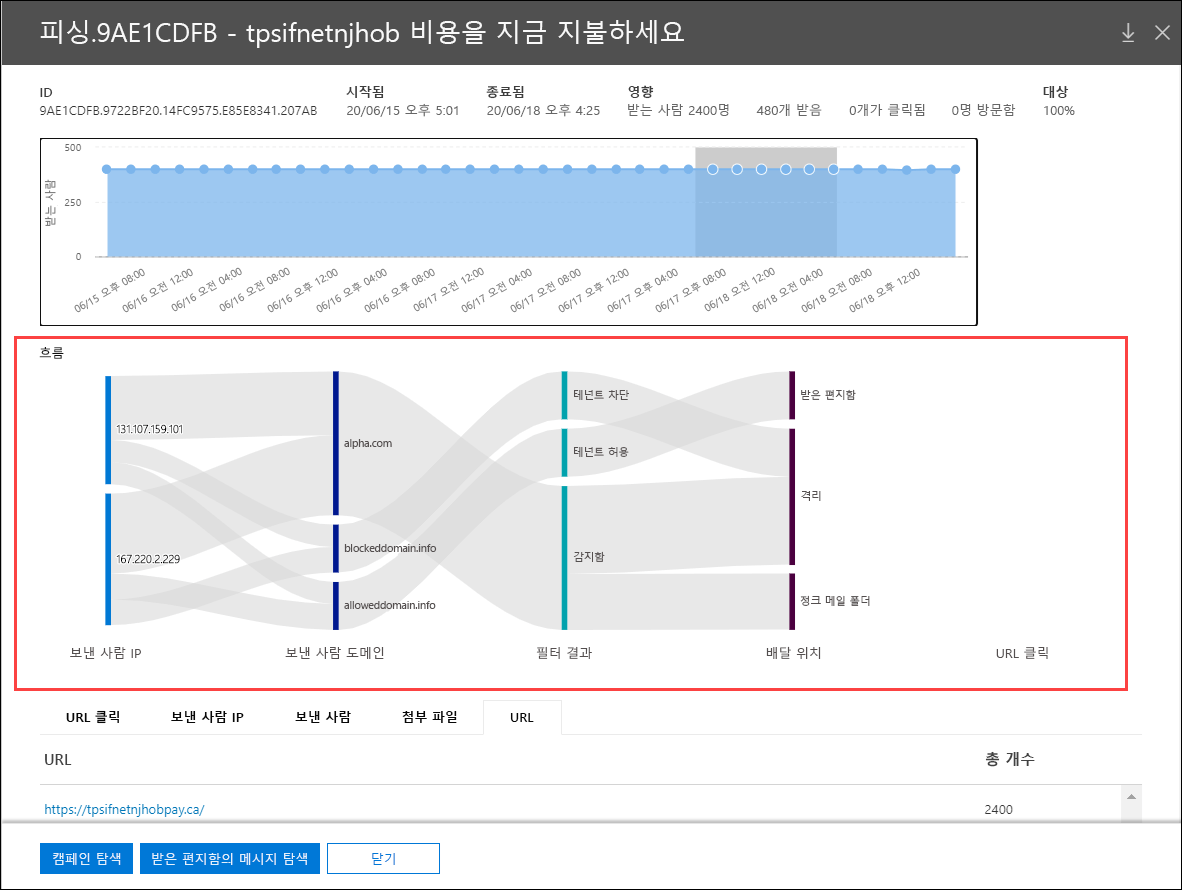 피싱.9AE1CDFB - tpsifnetnjhob 비용을 지금 지불하세요
ID 시작됨 종료됨 영향 대상
9AE1CDFB.9722BF20.14FC9575.E85E8341.207AB 20/06/15 오후 5:01 20/06/18 오후 4:25 받는 사람 2400명 480개 받음 0개가 클릭됨 0명 방문함 100%
500
250
0
받는 사람
06/15 오후 08:00
06/16 오전 12:00
06/16 오전 04:00
06/16 오전 08:00
06/16 오후 12:00
06/16 오후 04:00
06/16 오후 08:00
06/17 오전 12:00
06/17 오전 04:00
06/17 오전 08:00
06/17 오후 12:00
06/17 오후 04:00
06/17 오후 08:00
06/18 오전 12:00
06/18 오전 04:00
06/18 오전 08:00
06/18 오후 12:00
흐름
131.107.159.101
167.220.2.229
alpha.com
blockeddomain.info
alloweddomain.info
테넌트 차단
테넌트 허용
감지함
받은 편지함
격리
정크 메일 폴더
보낸 사람 IP 보낸 사람 도메인 필터 결과 배달 위치 URL 클릭
URL 클릭 보낸 사람 IP 보낸 사람 첨부 파일 URL
URL 총 개수
https://tpsifnetnjhobpay.ca/ 2400
캠페인 탐색 받은 편지함의 메시지 탐색 닫기